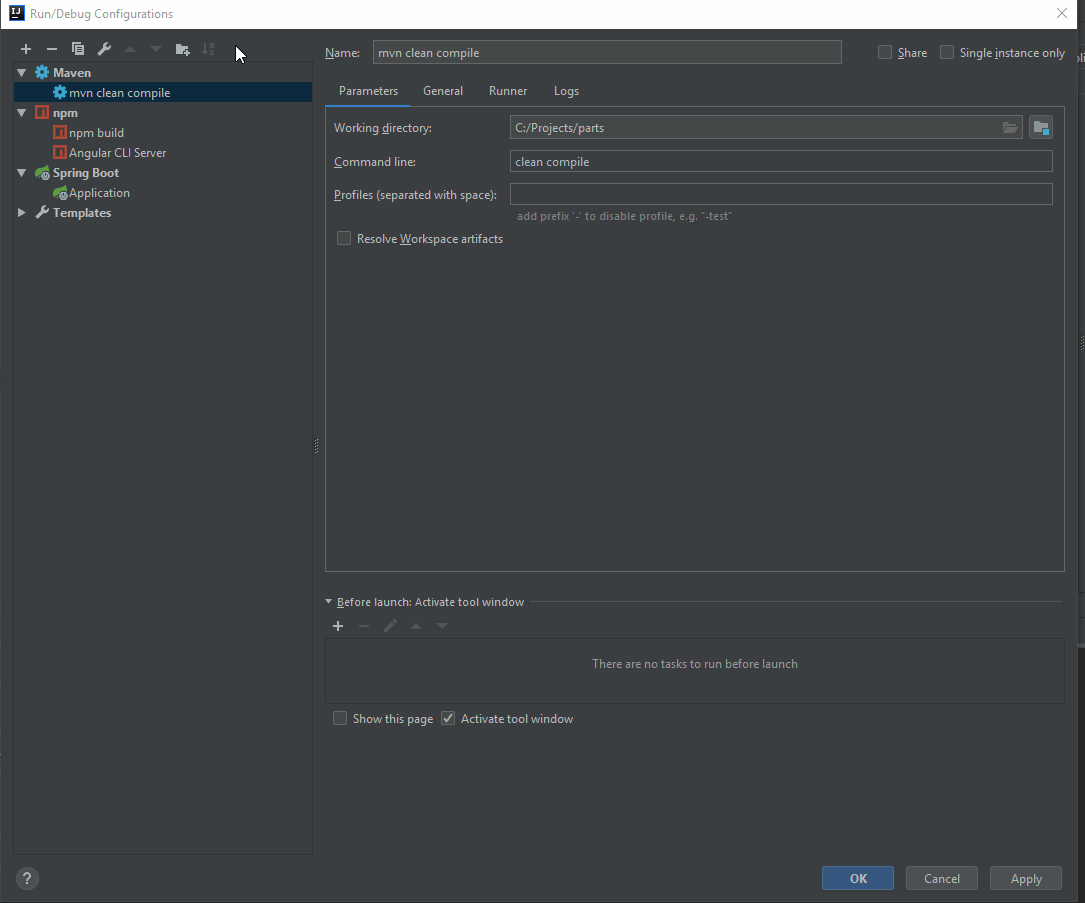 IJ Run/Debug Configurations
Name: mvn clean compile Share Single instance only
Maven
mvn clean compile
npm
npm build
Angular CLI Server
Spring Boot
Application
Templates
Parameters General Runner Logs
Working directory: C:/Projects/parts
Command line: clean compile
Profiles (separated with space):
add prefix '-' to disable profile, e.g. "-test"
Resolve Workspace artifacts
Before launch: Activate tool window
There are no tasks to run before launch
Show this page Activate tool window
? OK Cancel Apply